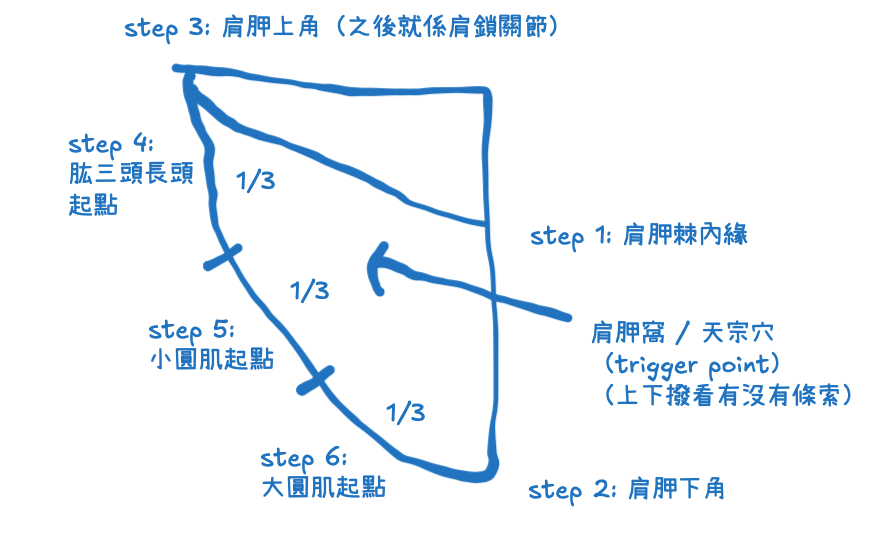 step 3: 肩胛上角（之後就係肩鎖關節）
step 4:
肱三頭長頭
起點
1/3
step 1: 肩胛棘內緣
1/3
肩胛窩 / 天宗穴
（trigger point）
（上下撥看有沒有條索）
step 5:
小圓肌起點
1/3
step 6:
大圓肌起點
step 2: 肩胛下角